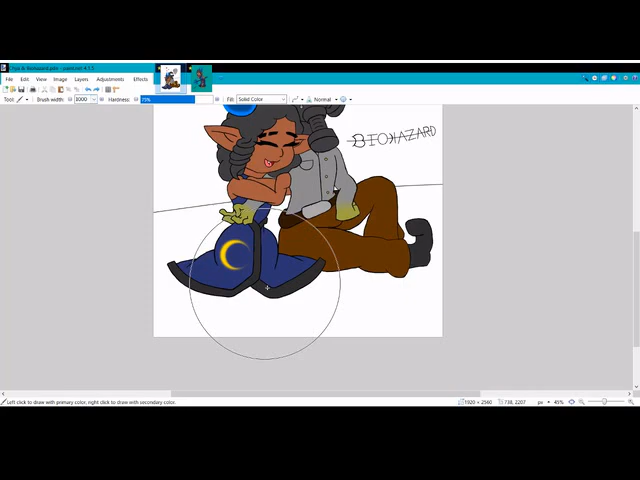 File Edit View Image Layers Adjustments Effects
Tool: Brush width: 1000 Hardness: 75% Fill: Solid Color Normal
BIOHAZARD
Left click to draw with primary color, right click to draw with secondary color.
1920 × 2560 738, 2207 px 45%